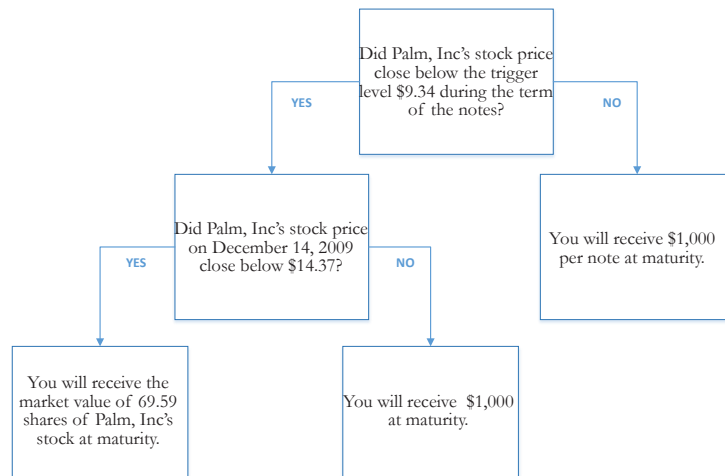 Did Palm, Inc's stock price
close below the trigger
level $9.34 during the term
of the notes?
YES
NO
Did Palm, Inc's stock price
on December 14, 2009
close below $14.37?
You will receive $1,000
per note at maturity.
YES
NO
You will receive the
market value of 69.59
shares of Palm, Inc's
stock at maturity.
You will receive $1,000
at maturity.